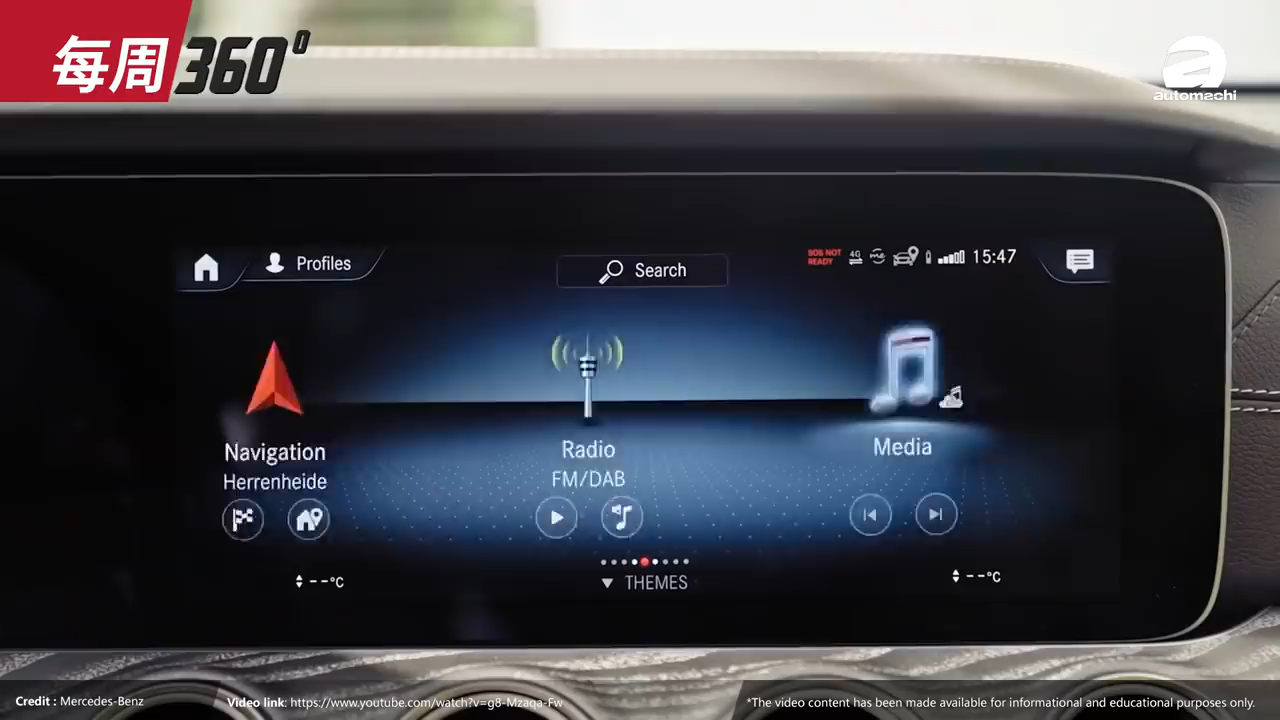 每周360°
automachi
Profiles
Search
SOS NOT
READY
4G
me
15:47
Navigation
Herrenheide
Radio
FM/DAB
Media
--°C
THEMES
--°C
Credit : Mercedes-Benz
Video link: https://www.youtube.com/watch?v=g8-Mzaqa-Fw
*The video content has been made available for informational and educational purposes only.